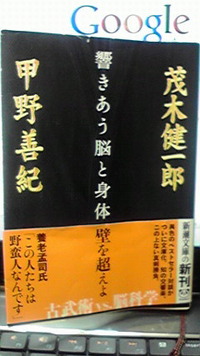 Google
茂木健一郎
響きあう脳と身体
甲野善紀
新潮文庫の新刊
壁を超えよ
養老孟司氏
「この人たちは
野蛮人なんです」
古武術vs.脳科学